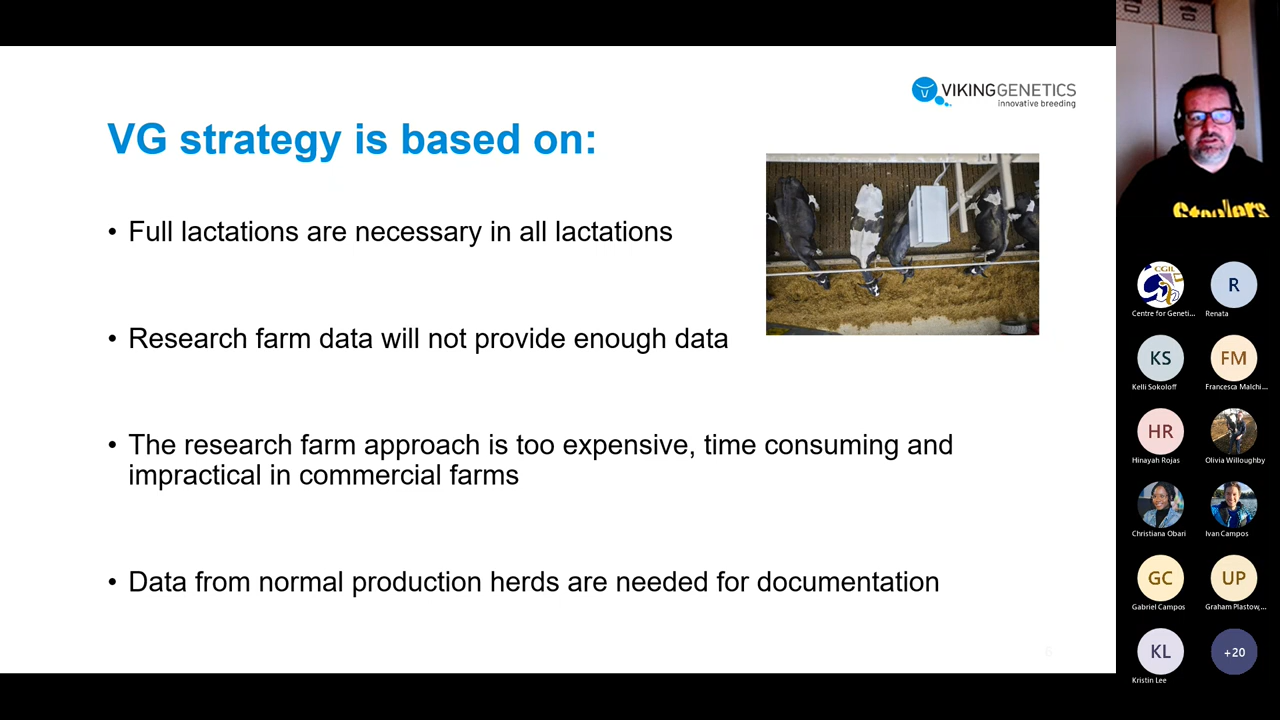 VIKINGGENETICS
innovative breeding
VG strategy is based on:
• Full lactations are necessary in all lactations
• Research farm data will not provide enough data
• The research farm approach is too expensive, time consuming and
impractical in commercial farms
• Data from normal production herds are needed for documentation
8
Steelers
CGIL
Centre for Geneti...
R
Renata
KS
Kelli Sokoloff
FM
Francesca Malchi...
HR
Hinayah Rojas
Olivia Willoughby
Christiana Obari
Ivan Campos
GC
Gabriel Campos
UP
Graham Plastow,...
KL
Kristin Lee
+20